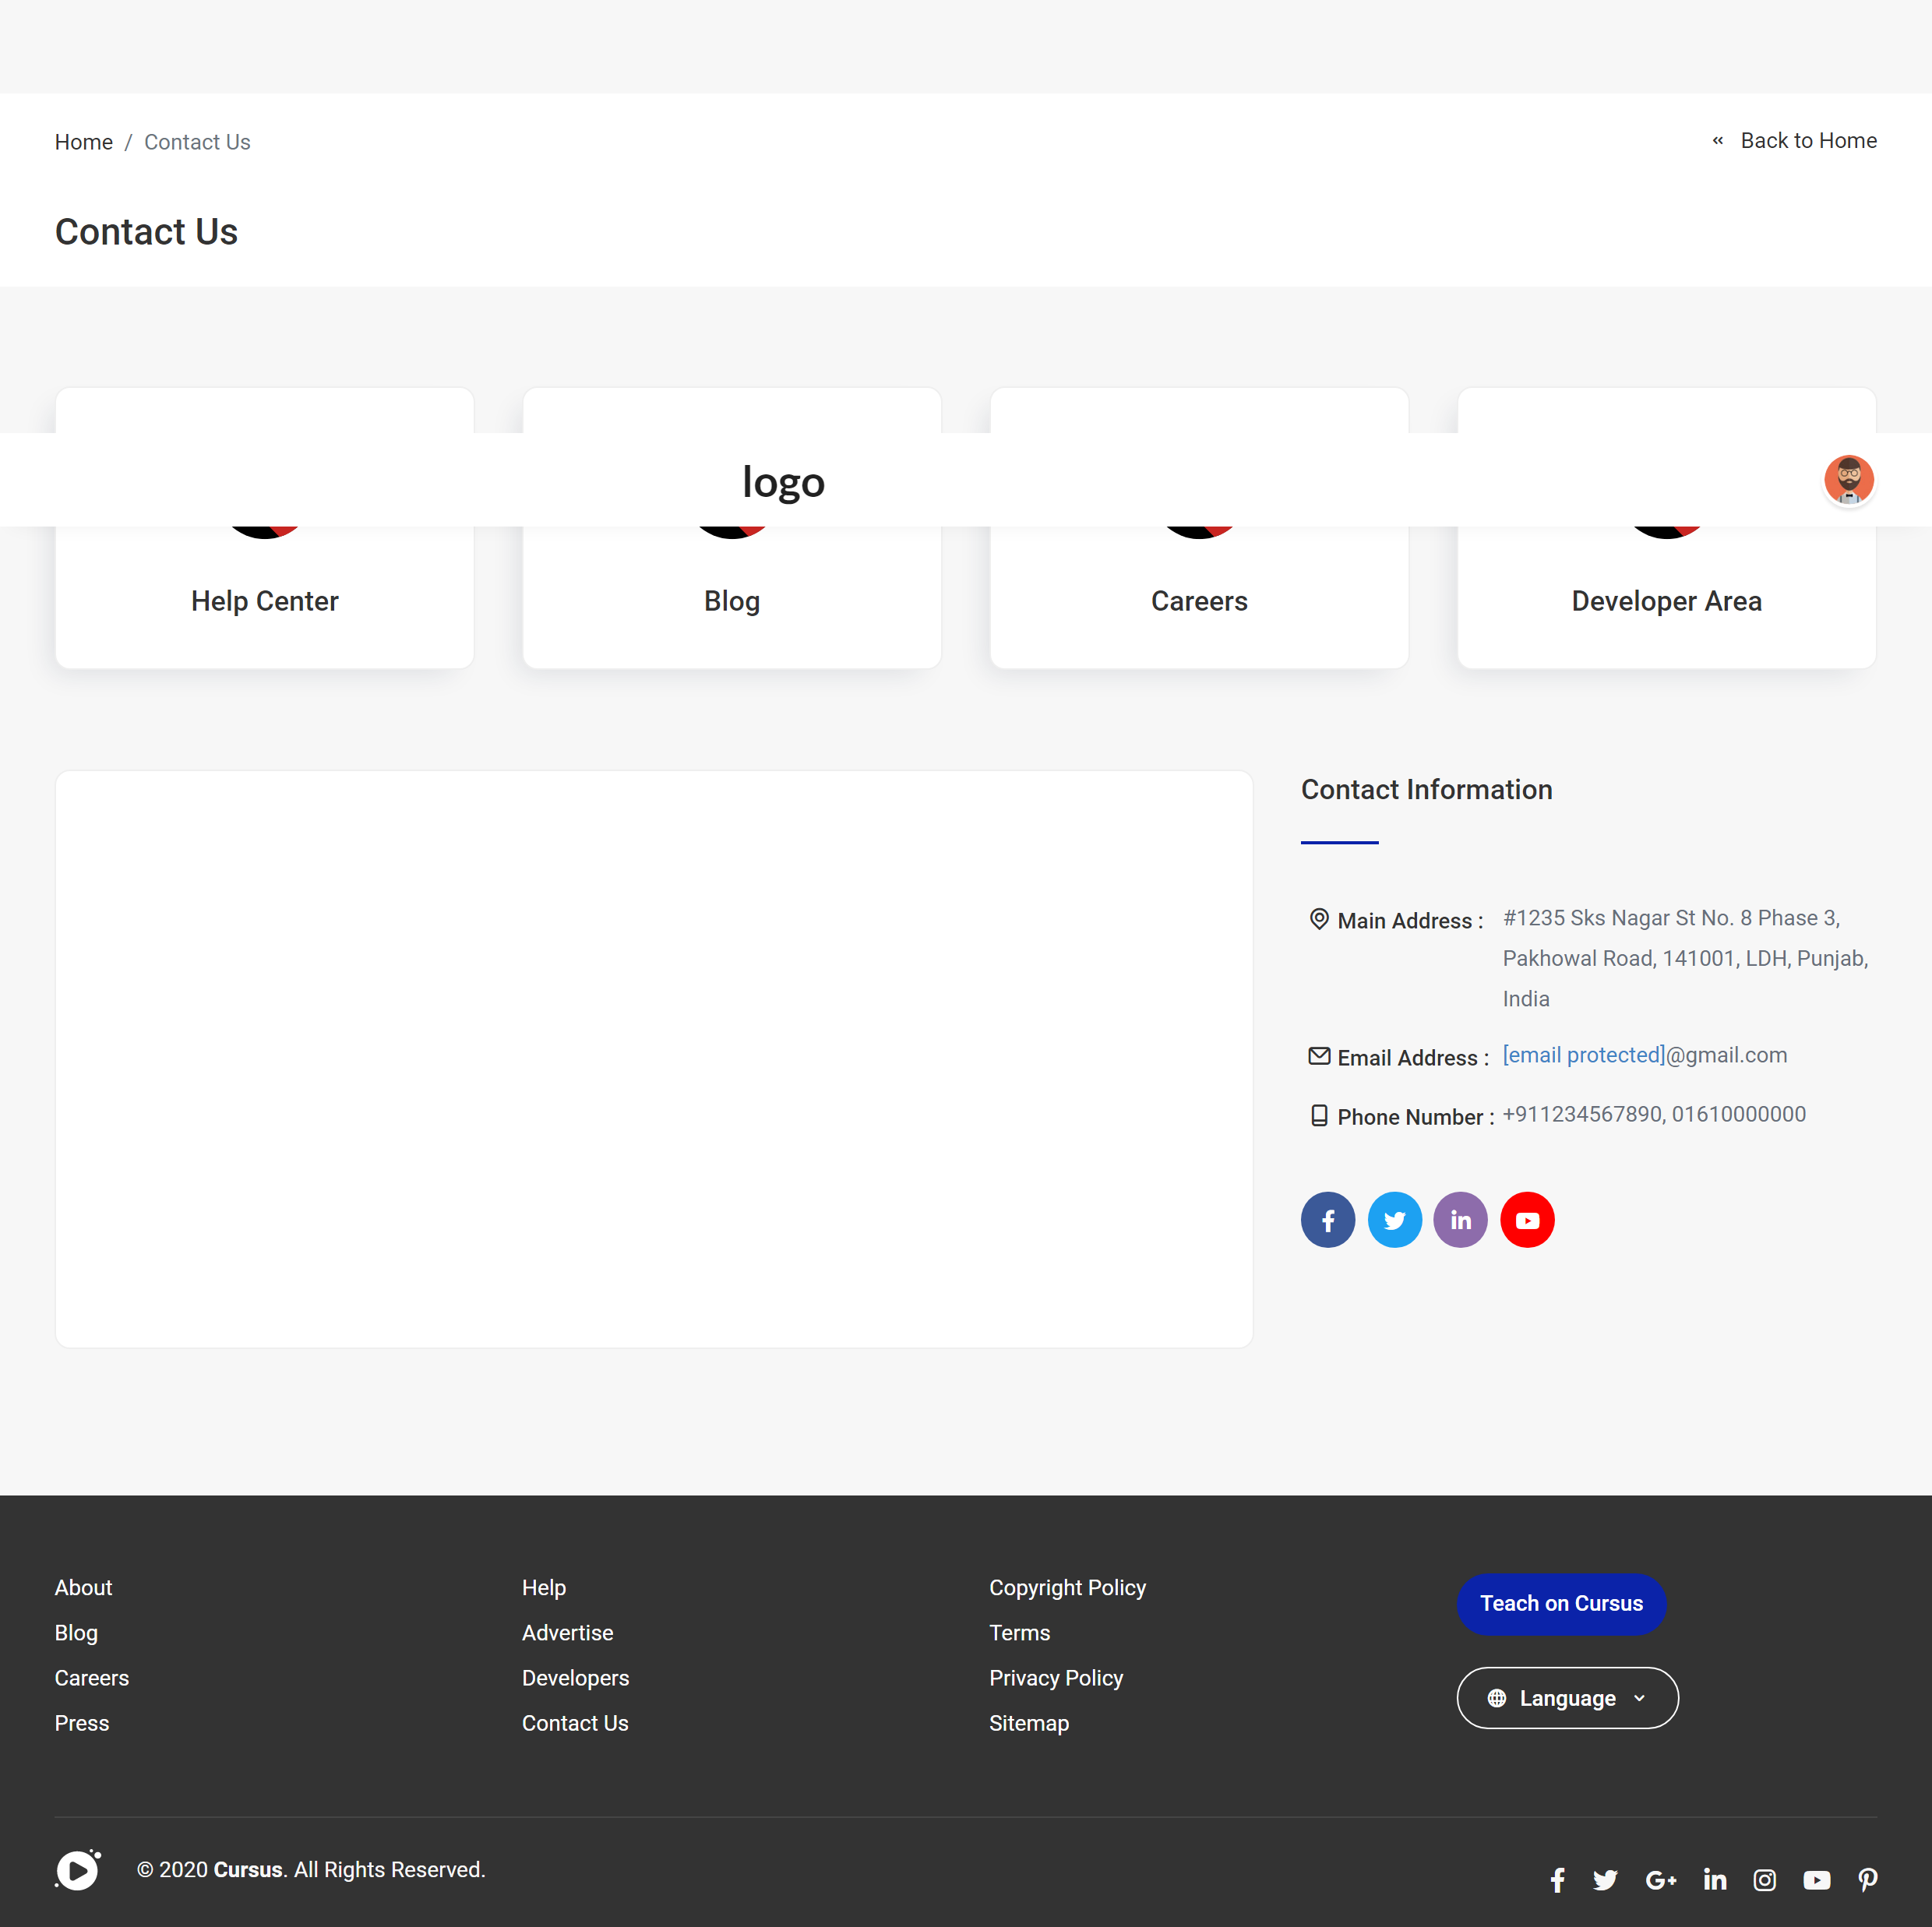 Home / Contact Us
« Back to Home
Contact Us
logo
Help Center
Blog
Careers
Developer Area
Contact Information
Main Address :
#1235 Sks Nagar St No. 8 Phase 3,
Pakhowal Road, 141001, LDH, Punjab,
India
Email Address :
[email protected]@gmail.com
Phone Number :
+911234567890, 01610000000
About
Blog
Careers
Press
Help
Advertise
Developers
Contact Us
Copyright Policy
Terms
Privacy Policy
Sitemap
Teach on Cursus
Language
© 2020 Cursus. All Rights Reserved.